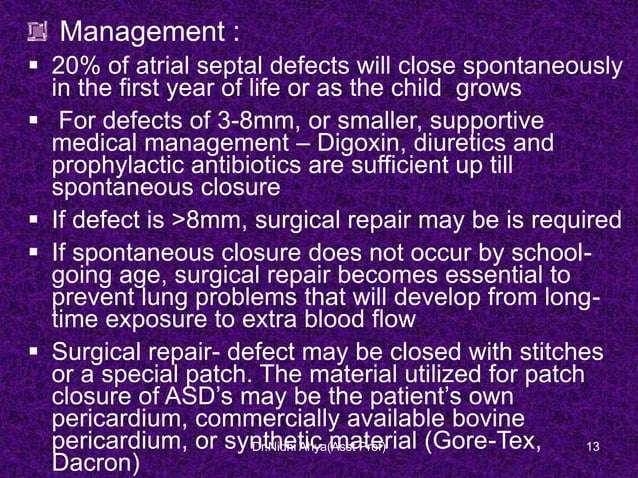 Management :
▪ 20% of atrial septal defects will close spontaneously
in the first year of life or as the child grows
▪ For defects of 3-8mm, or smaller, supportive
medical management – Digoxin, diuretics and
prophylactic antibiotics are sufficient up till
spontaneous closure
▪ If defect is >8mm, surgical repair may be is required
▪ If spontaneous closure does not occur by school-
going age, surgical repair becomes essential to
prevent lung problems that will develop from long-
time exposure to extra blood flow
▪ Surgical repair- defect may be closed with stitches
or a special patch. The material utilized for patch
closure of ASD’s may be the patient’s own
pericardium, commercially available bovine
pericardium, or synthetic material (Gore-Tex,
Dacron)
Dr.Nidhi Ahya(Asst Prof)
13